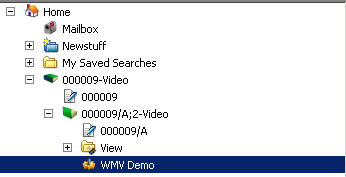 Home
Mailbox
Newstuff
My Saved Searches
000009-Video
000009
000009/A;2-Video
000009/A
View
WMV Demo